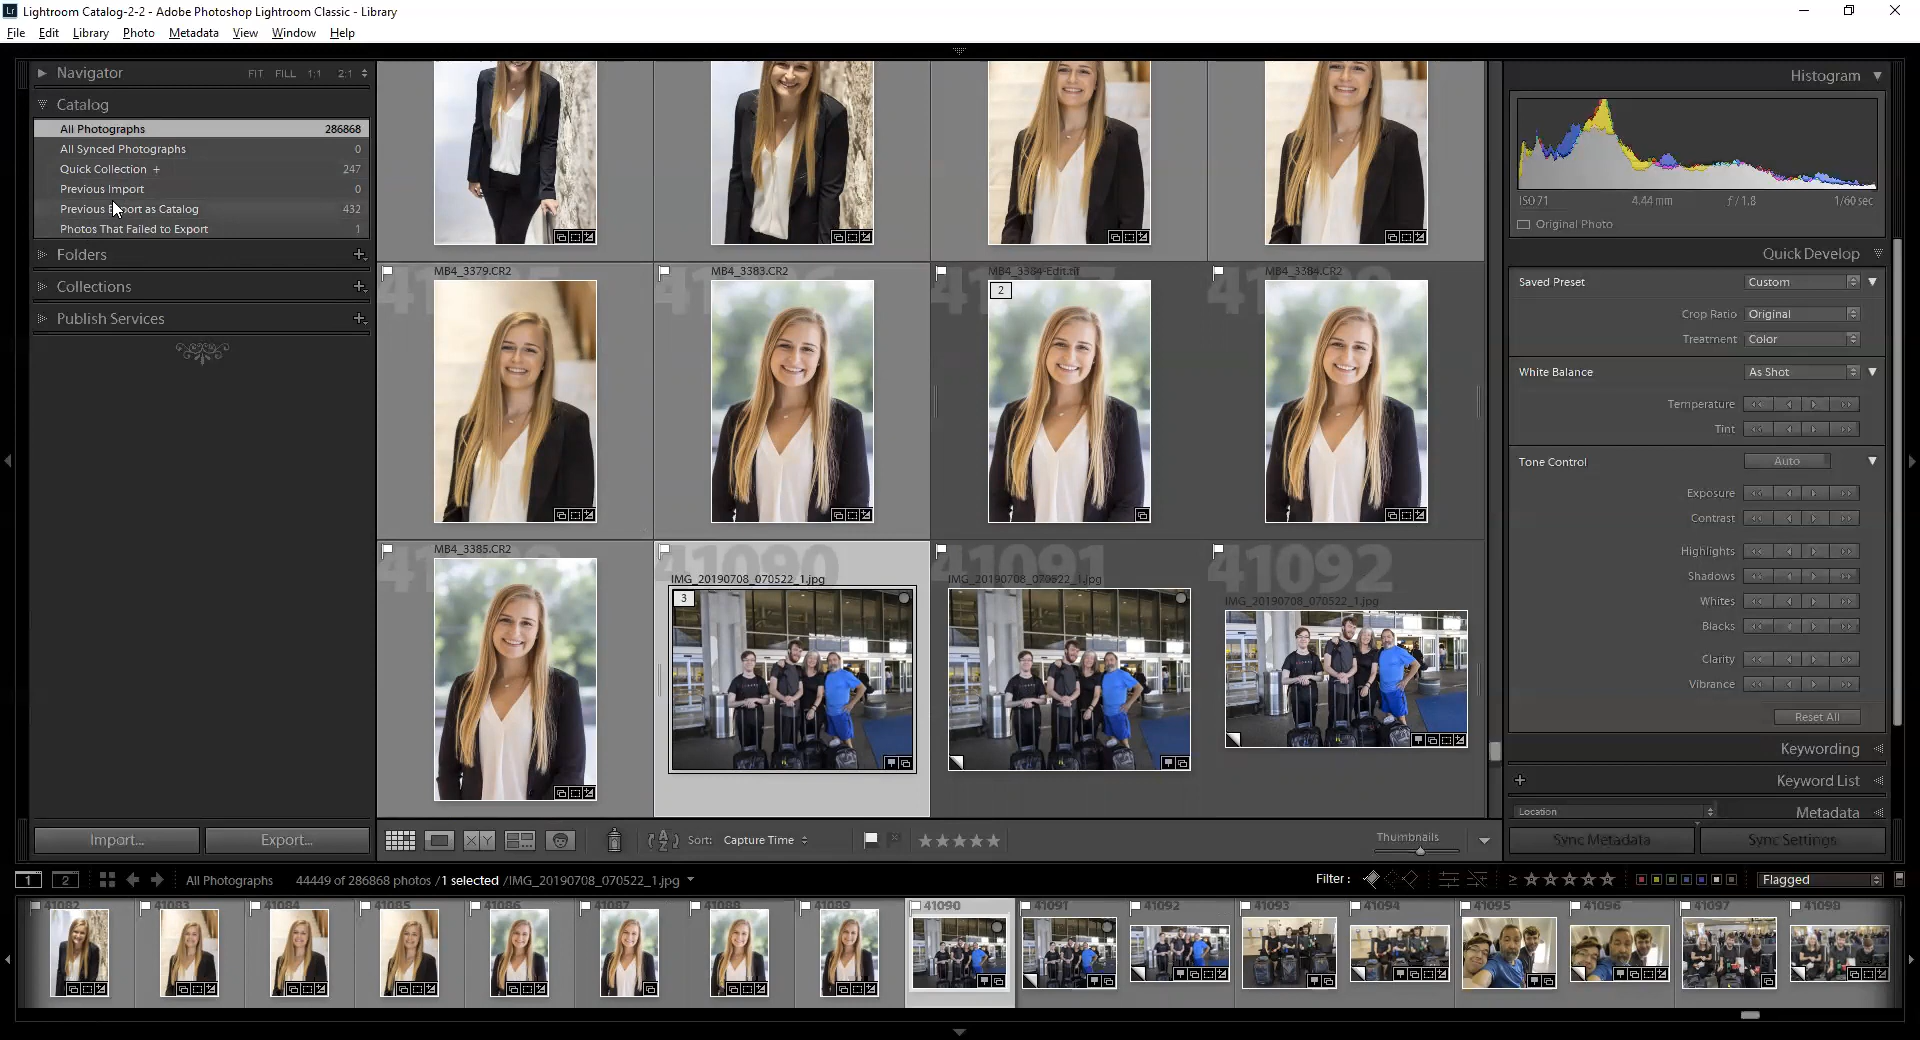 Lightroom Catalog-2-2 - Adobe Photoshop Lightroom Classic - Library
File Edit Library Photo Metadata View Window Help
Navigator FIT FILL 1:1 2:1
Catalog
All Photographs 286868
All Synced Photographs 0
Quick Collection + 247
Previous Import 0
Previous Export as Catalog 432
Photos That Failed to Export 1
Folders
Collections
Publish Services
Import... Export...
MB4_3379.CR2 MB4_3383.CR2 MB4_3384-Edit.tif MB4_3384.CR2
2
MB4_3385.CR2
41090 41091 41092
IMG_20190708_070522_1.jpg IMG_20190708_070522_1.jpg IMG_20190708_070522_1.jpg
3
XY Sort: Capture Time Thumbnails
Histogram
ISO 71 4.44 mm f / 1.8 1/60 sec
Original Photo
Quick Develop
Saved Preset Custom
Crop Ratio Original
Treatment Color
White Balance As Shot
Temperature
Tint
Tone Control Auto
Exposure
Contrast
Highlights
Shadows
Whites
Blacks
Clarity
Vibrance
Reset All
Keywording
Keyword List
Location Metadata
Sync Metadata Sync Settings
1 2 All Photographs 44449 of 286868 photos / 1 selected / IMG_20190708_070522_1.jpg Filter: Flagged
41082 41083 41084 41085 41086 41087 41088 41089 41090 41091 41092 41093 41094 41095 41096 41097 41098